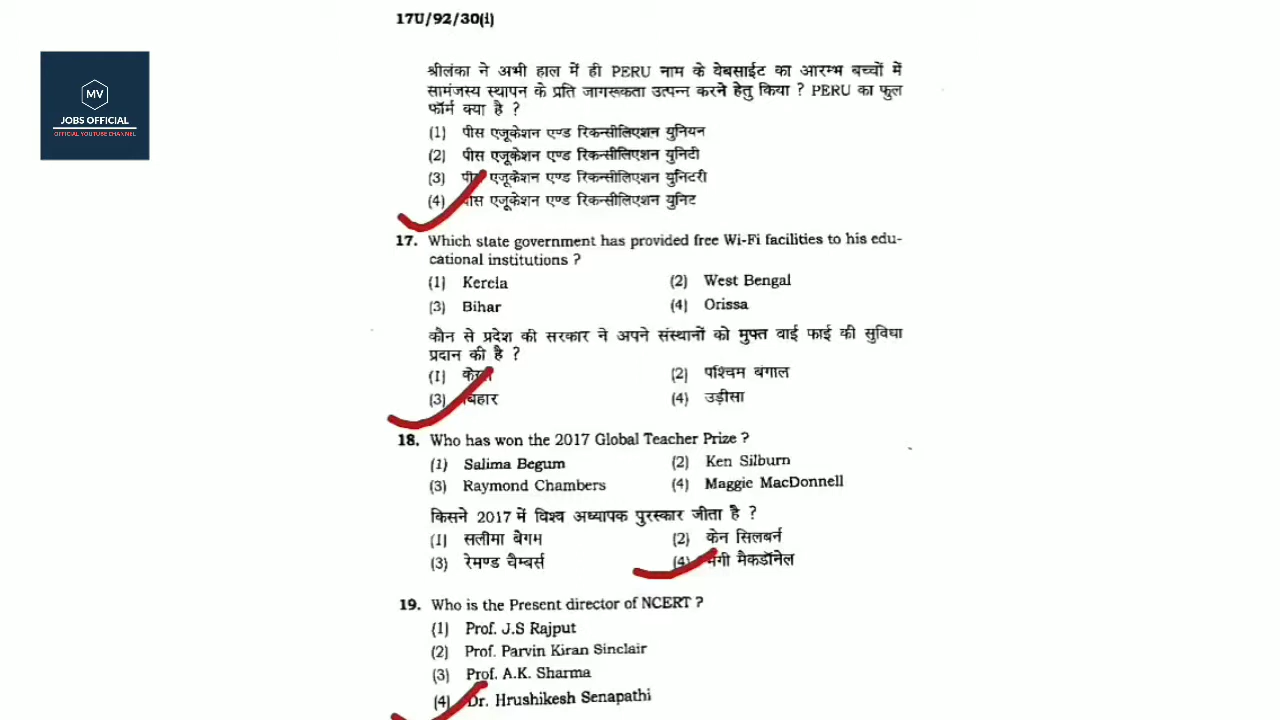 17U/92/30(i)
MV
JOBS OFFICIAL
OFFICIAL YOUTUBE CHANNEL
श्रीलंका ने अभी हाल में ही PERU नाम के वेबसाईट का आरम्भ बच्चों में
सामंजस्य स्थापन के प्रति जागरूकता उत्पन्न करने हेतु किया ? PERU का फुल
फॉर्म क्या है ?
(1) पीस एजूकेशन एण्ड रिकन्सीलिएशन युनियन
(2) पीस एजूकेशन एण्ड रिकन्सीलिएशन युनिटी
(3) पीस एजूकेशन एण्ड रिकन्सीलिएशन युनिटरी
(4) पीस एजूकेशन एण्ड रिकन्सीलिएशन युनिट
17. Which state government has provided free Wi-Fi facilities to his edu-
cational institutions ?
(1) Kerela (2) West Bengal
(3) Bihar (4) Orissa
कौन से प्रदेश की सरकार ने अपने संस्थानों को मुफ्त वाई फाई की सुविधा
प्रदान की है ?
(1) (2) पश्चिम बंगाल
(3) बिहार (4) उड़ीसा
18. Who has won the 2017 Global Teacher Prize ?
(1) Salima Begum (2) Ken Silburn
(3) Raymond Chambers (4) Maggie MacDonnell
किसने 2017 में विश्व अध्यापक पुरस्कार जीता है ?
(1) सलीमा बेगम (2) केन सिलबर्न
(3) रेमण्ड चैम्बर्स (4) मैगी मैकडॉनेल
19. Who is the Present director of NCERT ?
(1) Prof. J.S Rajput
(2) Prof. Parvin Kiran Sinclair
(3) Prof. A.K. Sharma
(4) Dr. Hrushikesh Senapathi